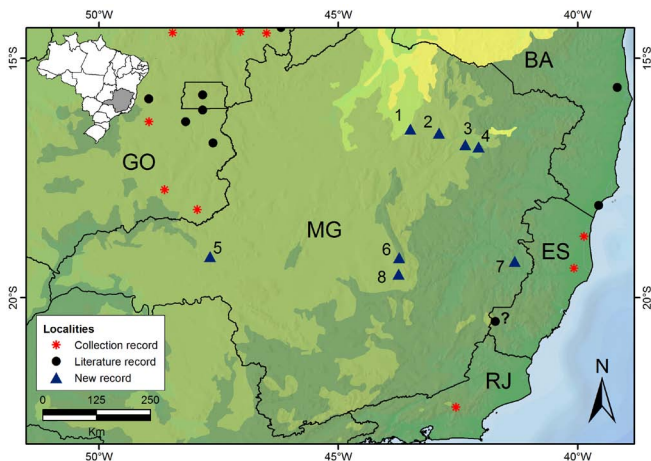 50°W 45°W 40°W
15°S 15°S
BA
1 2 3 4
GO
MG
5 6 7 8
ES
20°S 20°S
?
Localities
Collection record
Literature record
New record
0 125 250
Km
RJ
N
50°W 45°W 40°W